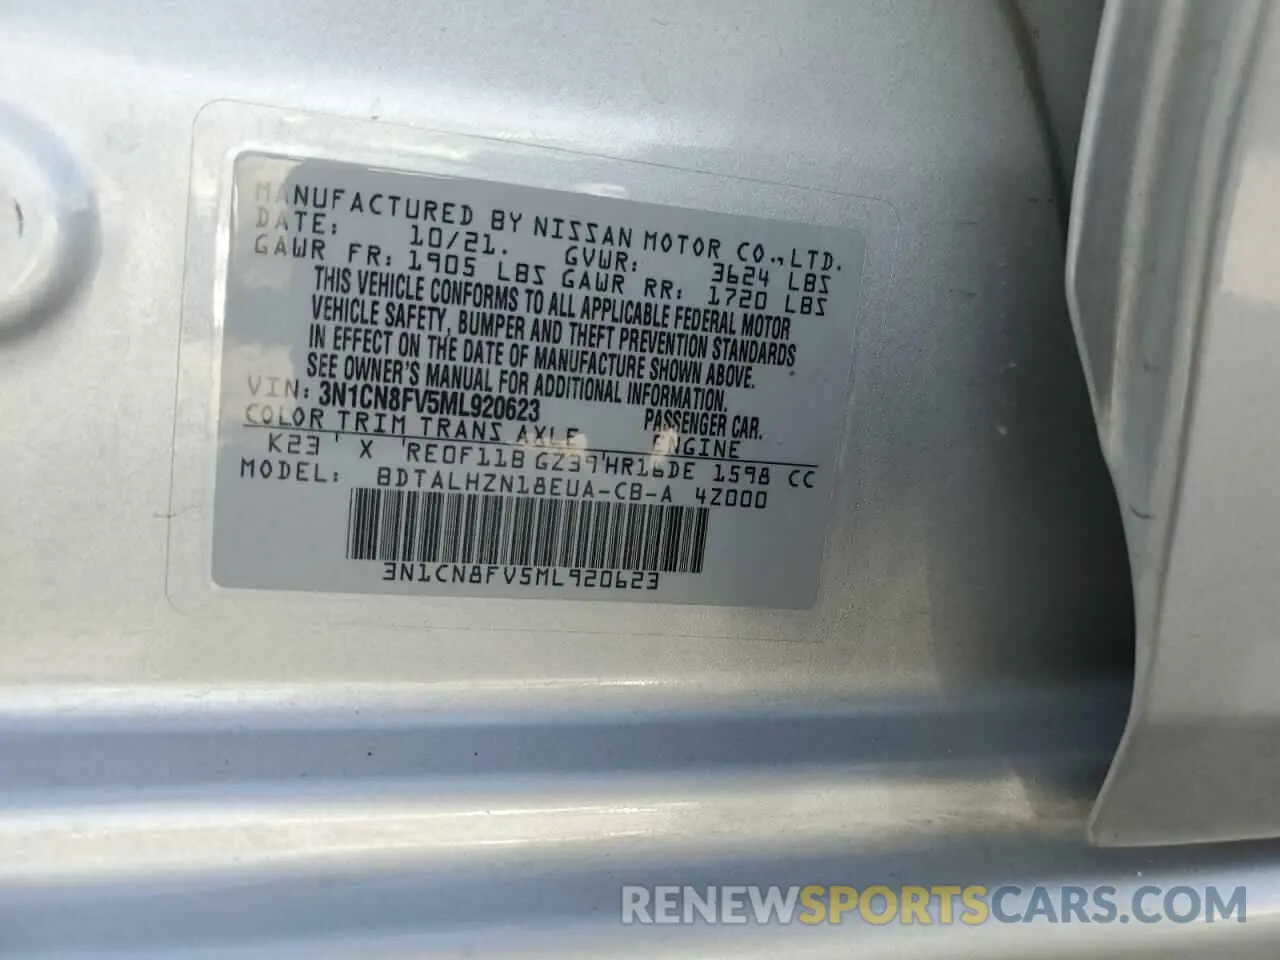 MANUFACTURED BY NISSAN MOTOR CO., LTD.
DATE: 10/21. GVWR: 3624 LBS
GAWR FR: 1905 LBS GAWR RR: 1720 LBS
THIS VEHICLE CONFORMS TO ALL APPLICABLE FEDERAL MOTOR
VEHICLE SAFETY, BUMPER AND THEFT PREVENTION STANDARDS
IN EFFECT ON THE DATE OF MANUFACTURE SHOWN ABOVE.
SEE OWNER'S MANUAL FOR ADDITIONAL INFORMATION.
VIN: 3N1CN8FV5ML920623 PASSENGER CAR.
COLOR TRIM TRANS AXLE ENGINE
K23 ' X 'RE0F11B GZ39'HR16DE 1598 CC
MODEL: BDTALHZN18EUA-CB-A 4Z000
3N1CN8FV5ML920623
RENEWSPORTSCARS.COM